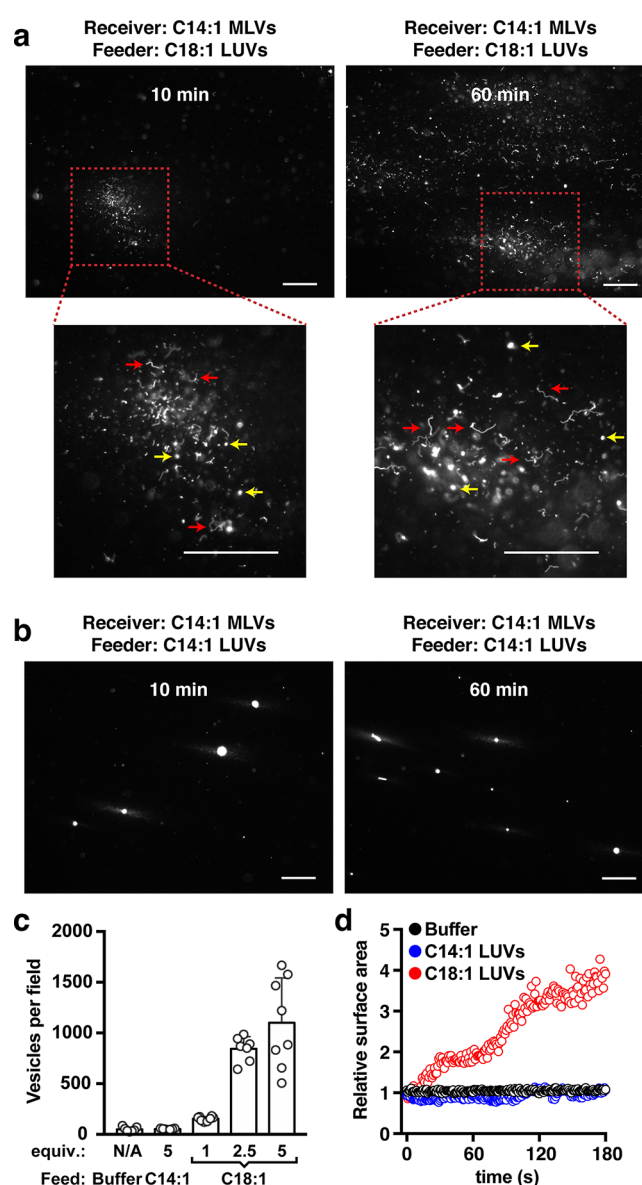 a
Receiver: C14:1 MLVs
Feeder: C18:1 LUVs
10 min
Receiver: C14:1 MLVs
Feeder: C18:1 LUVs
60 min
b
Receiver: C14:1 MLVs
Feeder: C14:1 LUVs
10 min
Receiver: C14:1 MLVs
Feeder: C14:1 LUVs
60 min
c
Vesicles per field
2000
1500
1000
500
0
equiv.: N/A 5 1 2.5 5
Feed: Buffer C14:1 C18:1
d
Relative surface area
5
4
3
2
1
0
Buffer
C14:1 LUVs
C18:1 LUVs
0 60 120 180
time (s)